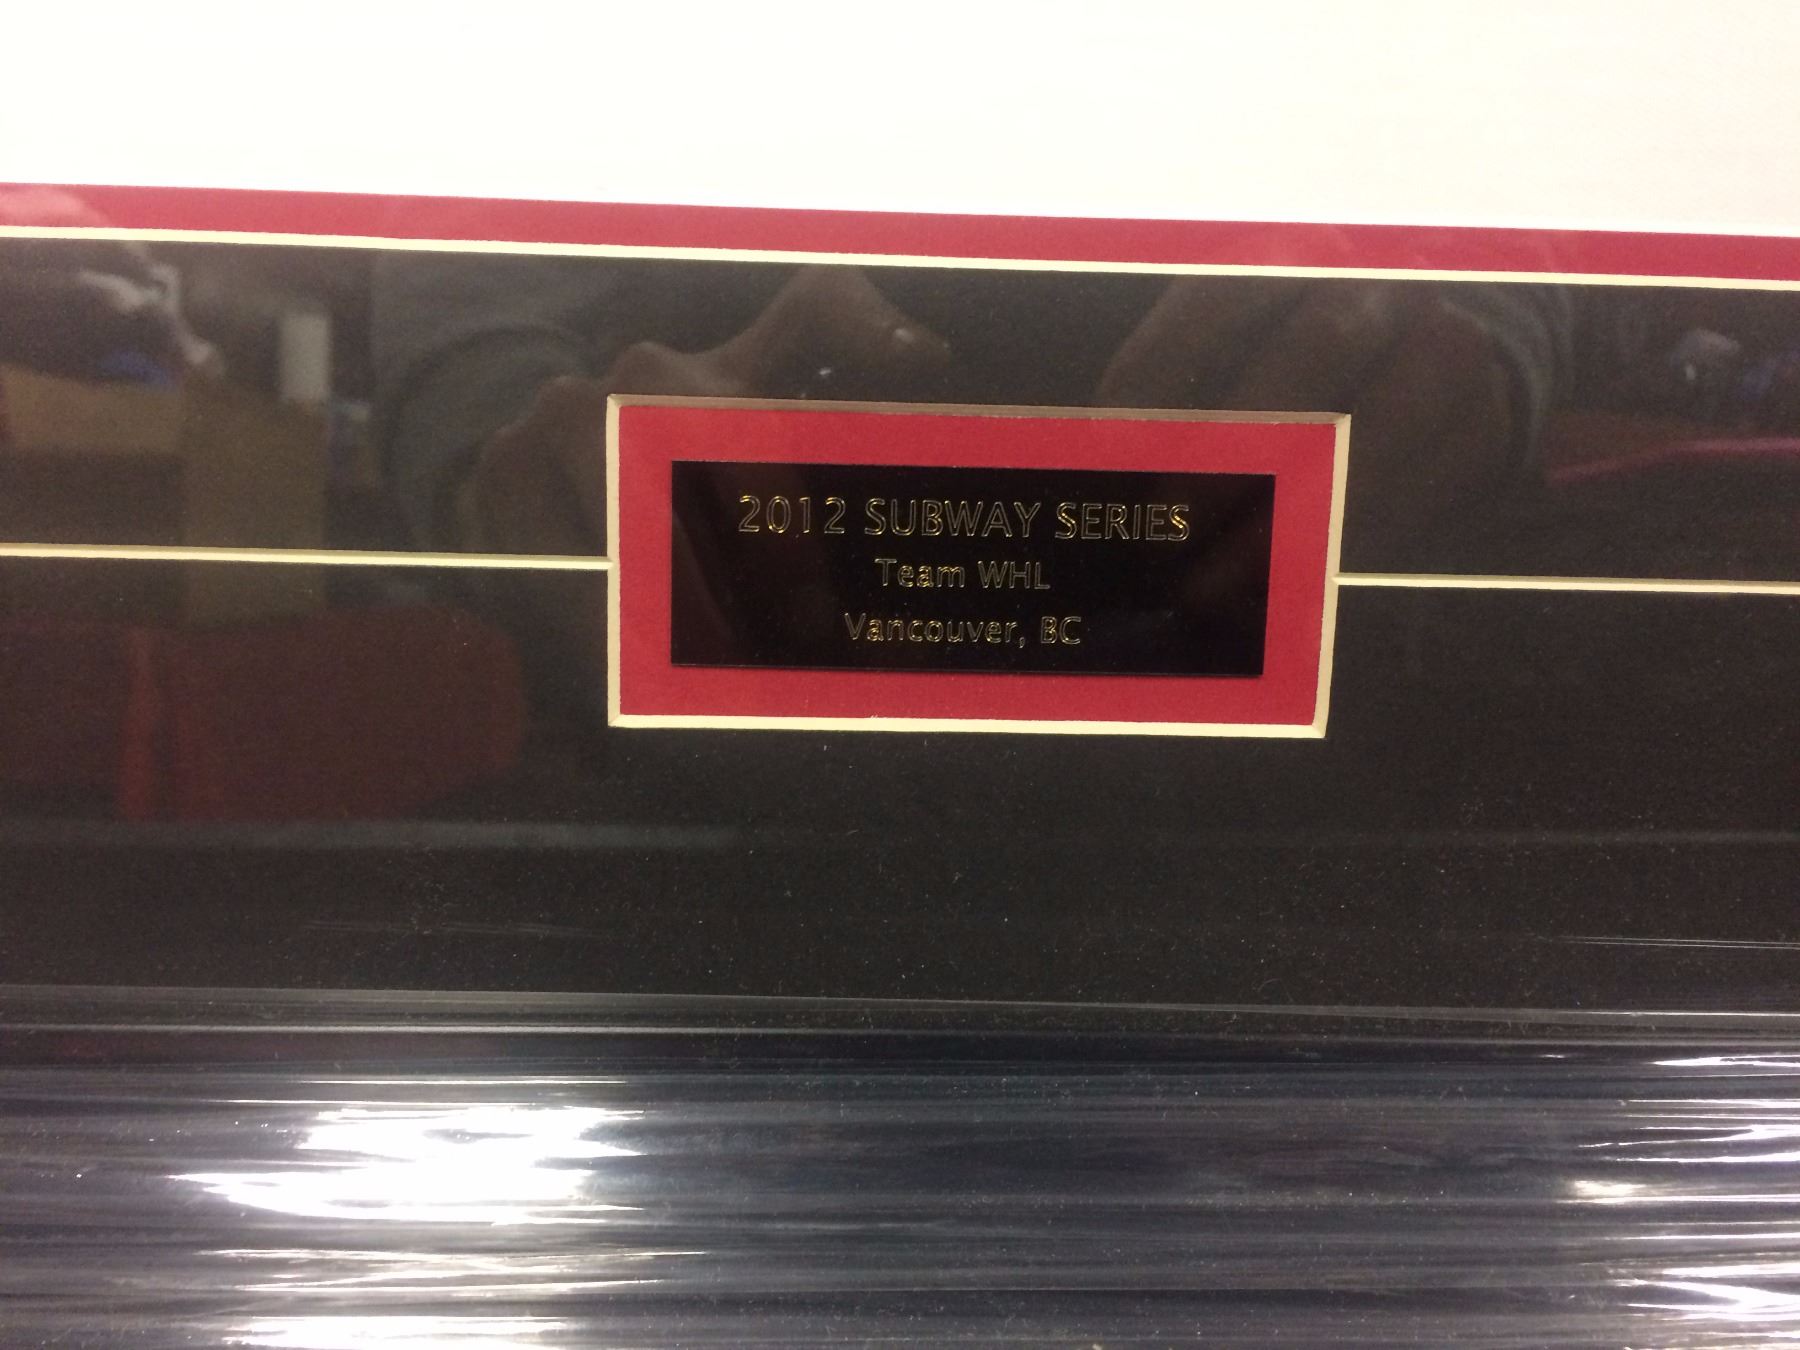 2012 SUBWAY SERIES
Team WHL
Vancouver, BC